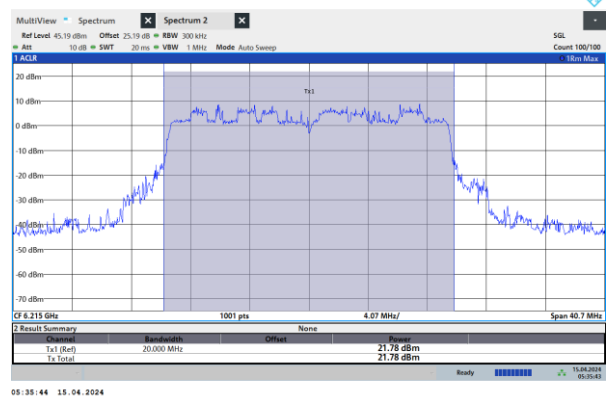 MultiView Spectrum X Spectrum 2 X
Ref Level 45.19 dBm Offset 25.19 dB RBW 300 kHz SGL
Att 10 dB SWT 20 ms VBW 1 MHz Mode Auto Sweep Count 100/100
1 ACLR 1Rm Max
20 dBm
Tx1
10 dBm
0 dBm
-10 dBm
-20 dBm
-30 dBm
-40 dBm
-50 dBm
-60 dBm
-70 dBm
CF 6.215 GHz 1001 pts 4.07 MHz/ Span 40.7 MHz
2 Result Summary None
Channel Bandwidth Offset Power
Tx1 (Ref) 20.000 MHz 21.78 dBm
Tx Total 21.78 dBm
Ready 15.04.2024
05:35:43
05:35:44 15.04.2024